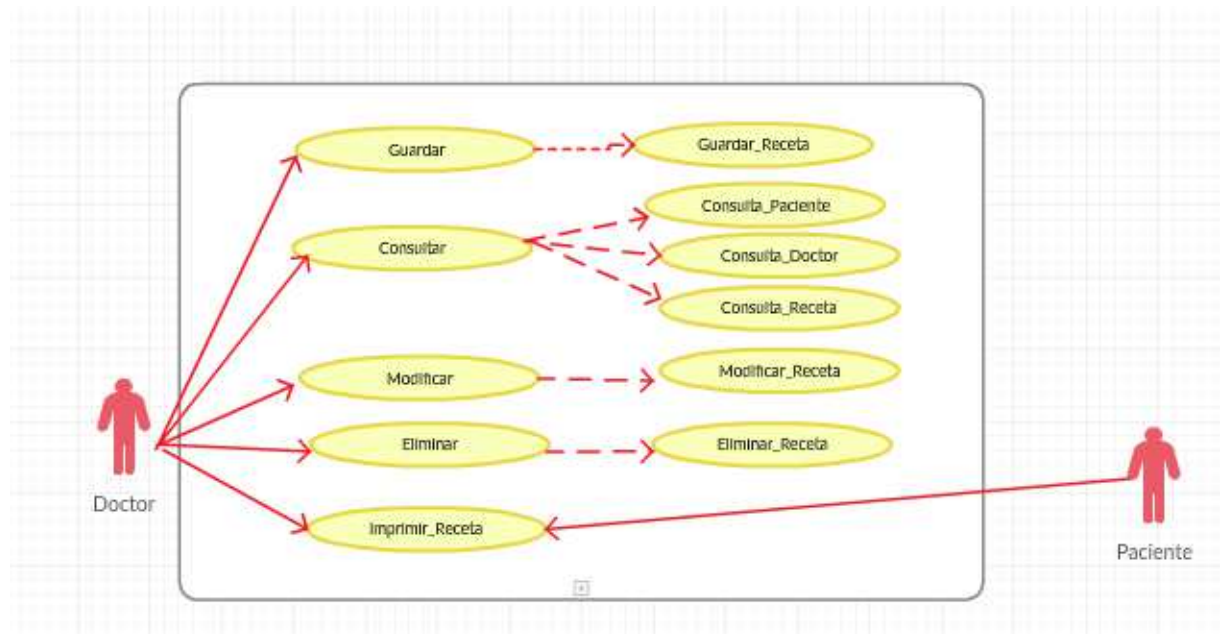 Guardar
Guardar_Receta
Consulta_Paciente
Consultar
Consulta_Doctor
Consulta_Receta
Modificar
Modificar_Receta
Eliminar
Eliminar_Receta
Doctor
Imprimir_Receta
Paciente